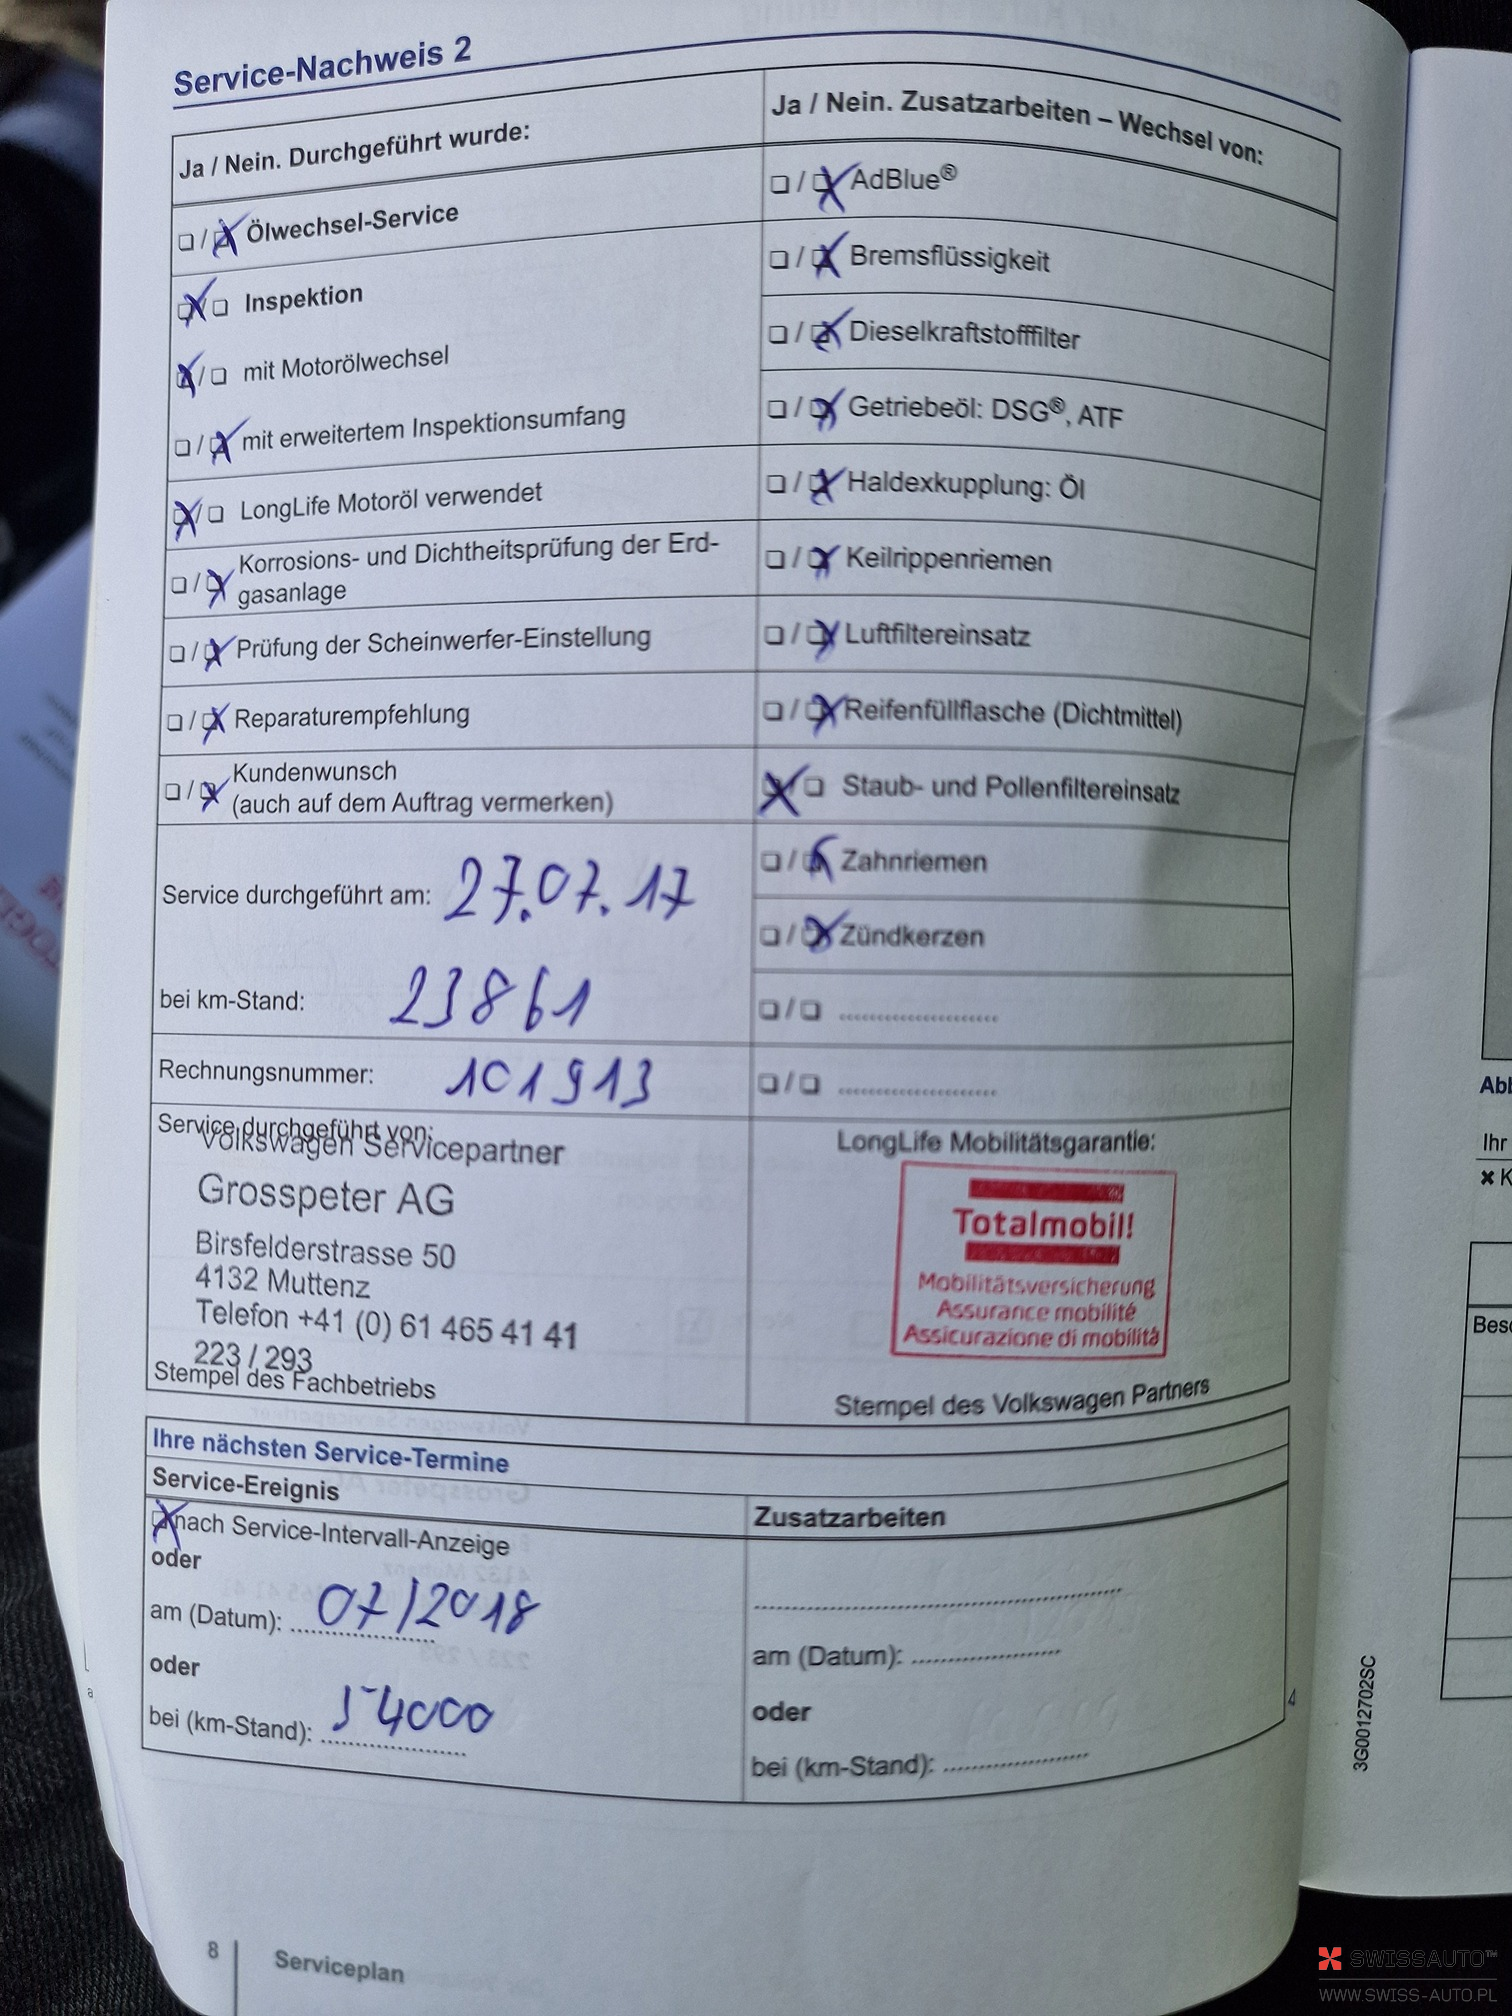 Service-Nachweis 2
Ja / Nein. Durchgeführt wurde:
❏ / ☒ Ölwechsel-Service
☒ / ❏ Inspektion
☒ / ❏ mit Motorölwechsel
❏ / ☒ mit erweitertem Inspektionsumfang
☒ / ❏ LongLife Motoröl verwendet
❏ / ☒ Korrosions- und Dichtheitsprüfung der Erd-
gasanlage
❏ / ☒ Prüfung der Scheinwerfer-Einstellung
❏ / ☒ Reparaturempfehlung
❏ / ☒ Kundenwunsch
(auch auf dem Auftrag vermerken)
Service durchgeführt am: 27.07.17
bei km-Stand: 23861
Rechnungsnummer: 101913
Service durchgeführt von:
Volkswagen Servicepartner
Grosspeter AG
Birsfelderstrasse 50
4132 Muttenz
Telefon +41 (0) 61 465 41 41
223 / 293
Stempel des Fachbetriebs
Ja / Nein. Zusatzarbeiten – Wechsel von:
❏ / ☒ AdBlue®
❏ / ☒ Bremsflüssigkeit
❏ / ☒ Dieselkraftstofffilter
❏ / ☒ Getriebeöl: DSG®, ATF
❏ / ☒ Haldexkupplung: Öl
❏ / ☒ Keilrippenriemen
❏ / ☒ Luftfiltereinsatz
❏ / ☒ Reifenfüllflasche (Dichtmittel)
☒ / ❏ Staub- und Pollenfiltereinsatz
❏ / ☒ Zahnriemen
❏ / ☒ Zündkerzen
❏ / ❏ ......................
❏ / ❏ ......................
LongLife Mobilitätsgarantie:
Totalmobil!
Mobilitätsversicherung
Assurance mobilité
Assicurazione di mobilità
Stempel des Volkswagen Partners
Ihre nächsten Service-Termine
Service-Ereignis
☒ nach Service-Intervall-Anzeige
oder
am (Datum): 07/2018
oder
bei (km-Stand): 54000
Zusatzarbeiten
......................
am (Datum): ......................
oder
bei (km-Stand): ......................
8 Serviceplan
4
3G0012702SC
Abl
Ihr
Besc
SWISSAUTO™
WWW.SWISS-AUTO.PL